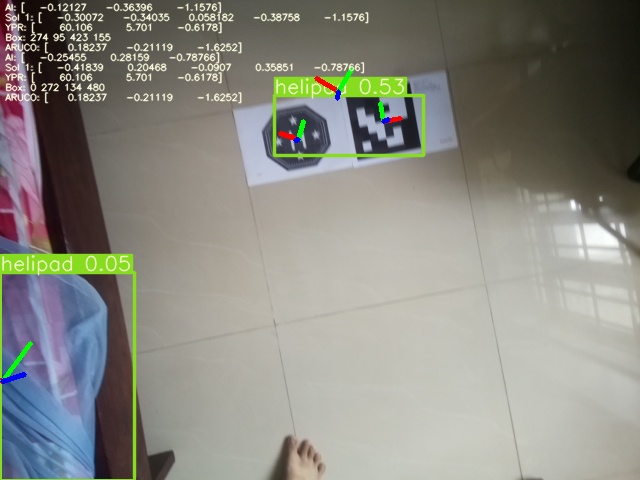 AI: [ -0.12127 -0.36396 -1.1576]
Sol 1: [ -0.30072 -0.34035 0.058182 -0.38758 -1.1576]
YPR: [ 60.106 5.701 -0.6178]
Box: 274 95 423 155
ARUCO: [ 0.18237 -0.21119 -1.6252]
AI: [ -0.25455 0.28159 -0.78766]
Sol 1: [ -0.41839 0.20468 -0.0907 0.35851 -0.78766]
YPR: [ 60.106 5.701 -0.6178]
Box: 0 272 134 480
ARUCO: [ 0.18237 -0.21119 -1.6252]
helipad 0.53
helipad 0.05